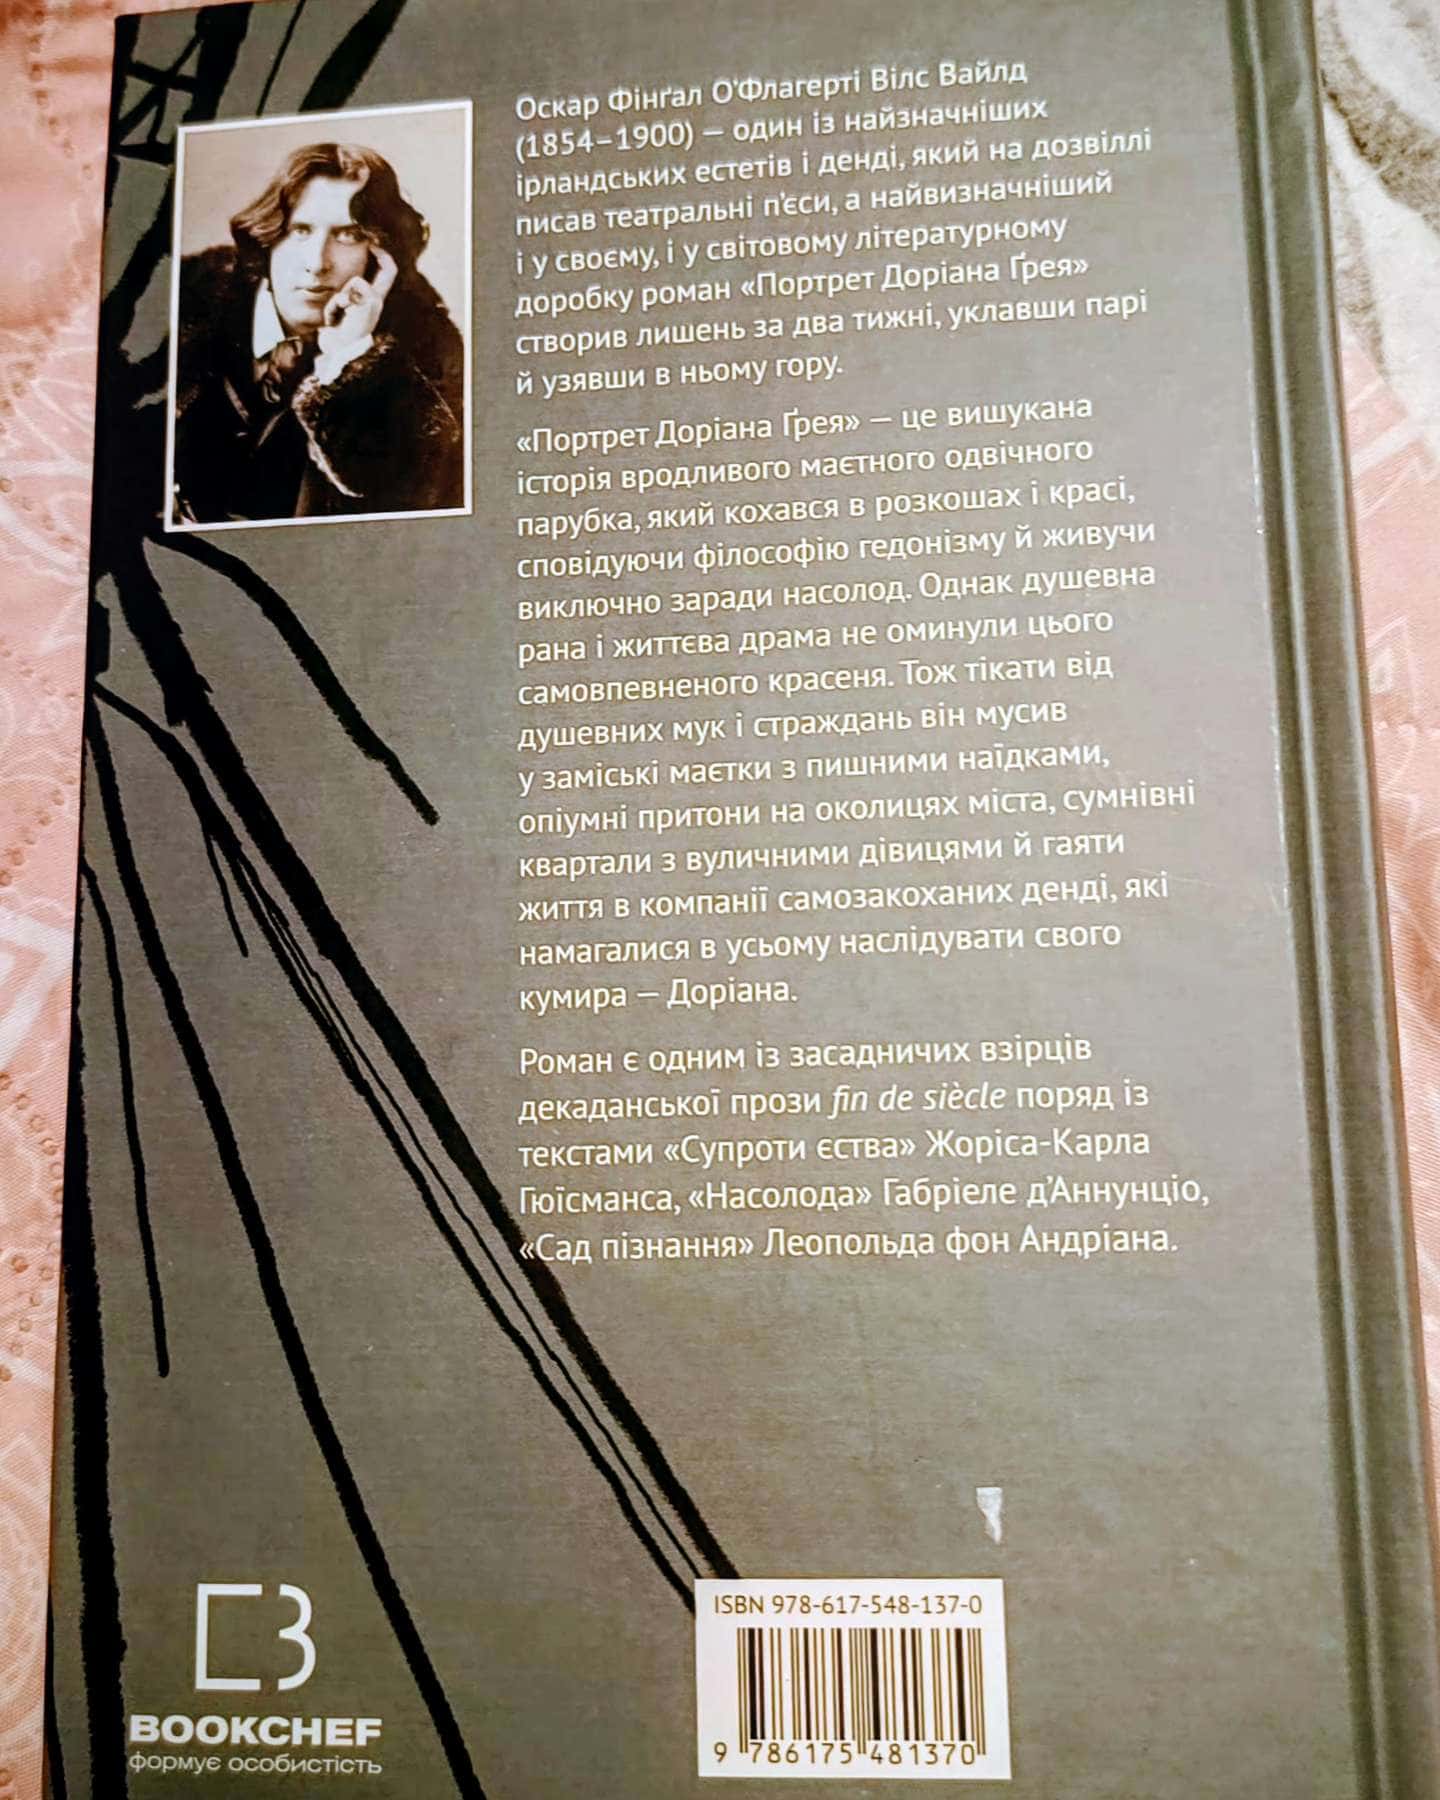 Оскар Фінґал О'Флагерті Вілс Вайлд
(1854–1900) — один із найзначніших
ірландських естетів і денді, який на дозвіллі
писав театральні п'єси, а найвизначніший
і у своєму, і у світовому літературному
доробку роман «Портрет Доріана Ґрея»
створив лишень за два тижні, уклавши парі
й узявши в ньому гору.
«Портрет Доріана Ґрея» — це вишукана
історія вродливого маєтного одвічного
парубка, який кохався в розкошах і красі,
сповідуючи філософію гедонізму й живучи
виключно заради насолод. Однак душевна
рана і життєва драма не оминули цього
самовпевненого красеня. Тож тікати від
душевних мук і страждань він мусив
у заміські маєтки з пишними наїдками,
опіумні притони на околицях міста, сумнівні
квартали з вуличними дівицями й гаяти
життя в компанії самозакоханих денді, які
намагалися в усьому наслідувати свого
кумира — Доріана.
Роман є одним із засадничих взірців
декаданської прози fin de siècle поряд із
текстами «Супроти єства» Жоріса-Карла
Гюїсманса, «Насолода» Габріеле д'Аннунціо,
«Сад пізнання» Леопольда фон Андріана.
BOOKCHEF
формує особистість
ISBN 978-617-548-137-0
9 786175 481370